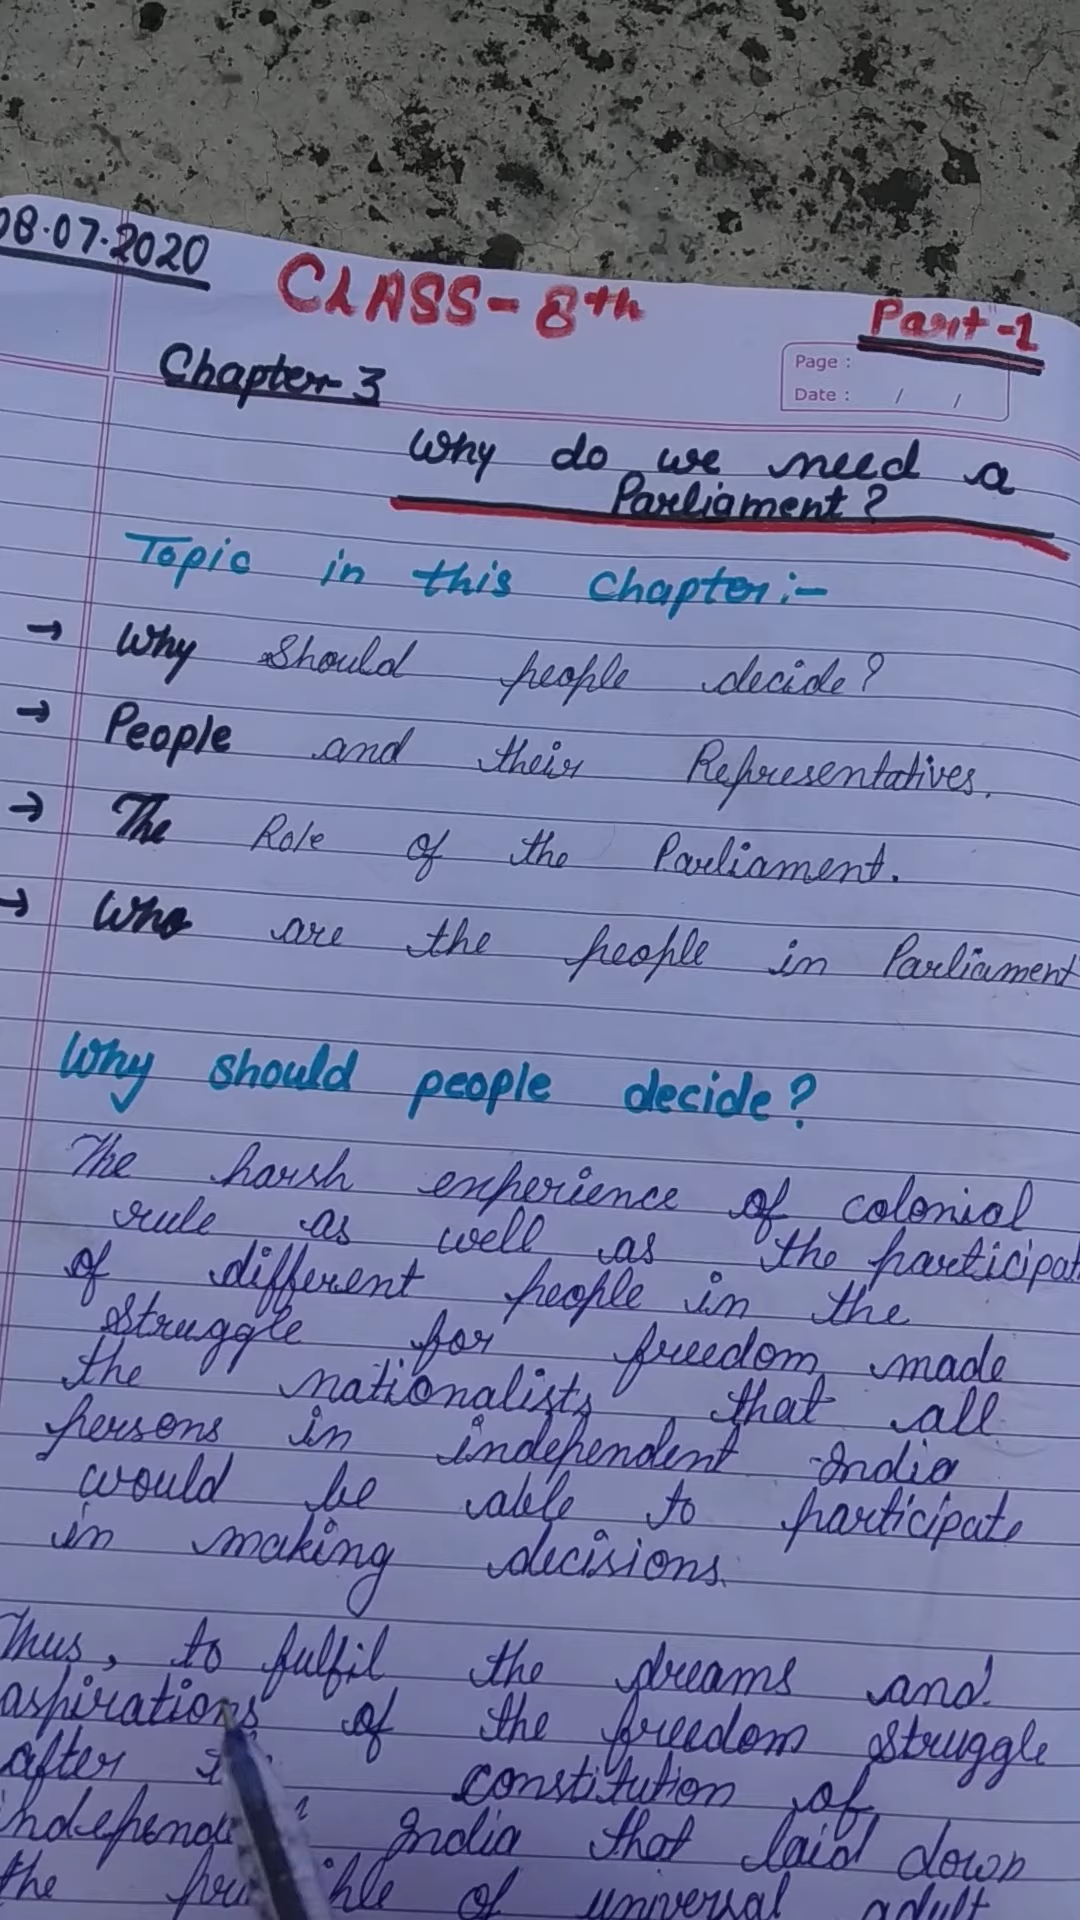 08.07.2020
CLASS-8th
Part-1
Page :
Date : / /
Chapter-3
Why do we need a
Parliament?
Topic in this Chapter:-
→ Why Should people decide?
→ People and their Representatives.
→ The Role of the Parliament.
→ Who are the people in Parliament
Why should people decide?
The harsh experience of colonial
rule as well as the participat
of different people in the
Struggle for freedom made
the nationalists that all
persons in independent India
would be able to participate
in making decisions.
Thus, to fulfil the dreams and
aspirations of the freedom struggle
after constitution of
India that laid down
the of universal adult